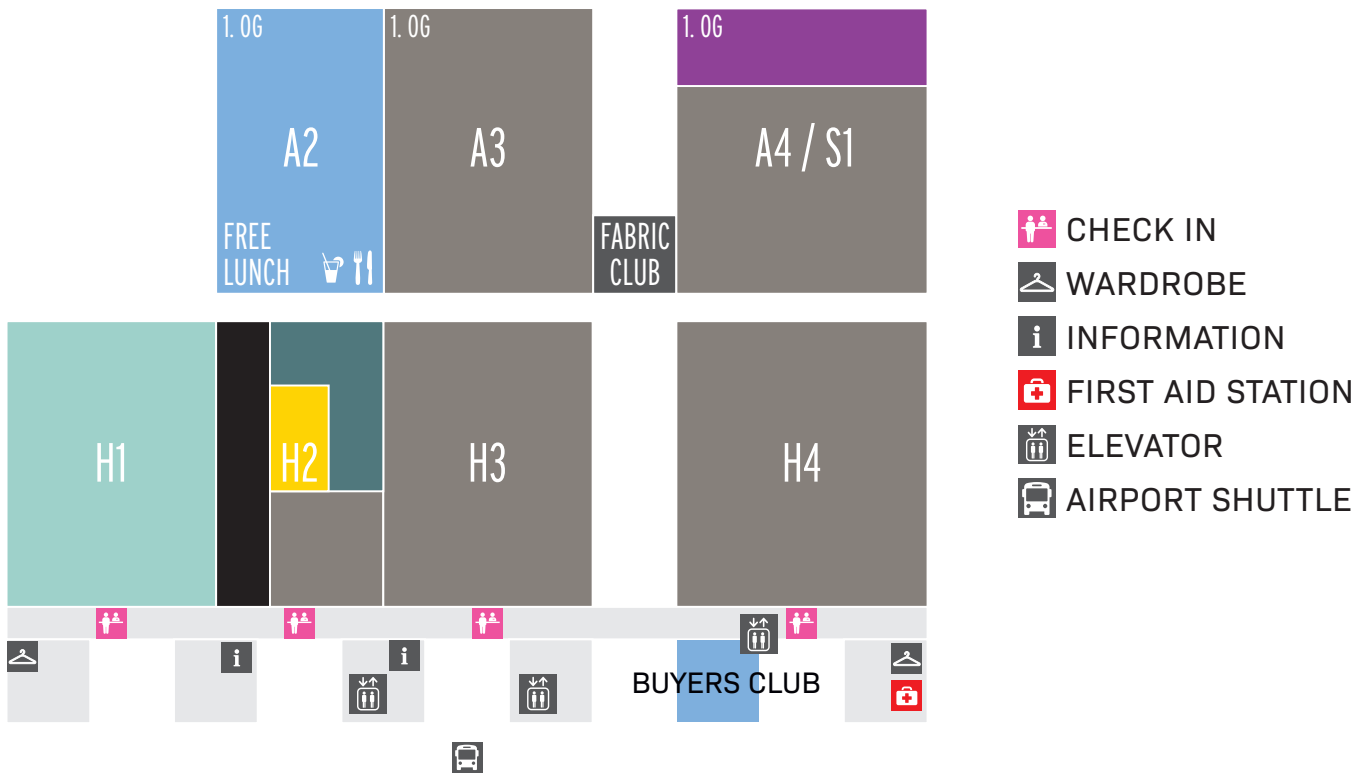 1. OG
1. OG
1. OG
A2
A3
A4 / S1
FREE
LUNCH
FABRIC
CLUB
H1
H2
H3
H4
BUYERS CLUB
CHECK IN
WARDROBE
INFORMATION
FIRST AID STATION
ELEVATOR
AIRPORT SHUTTLE